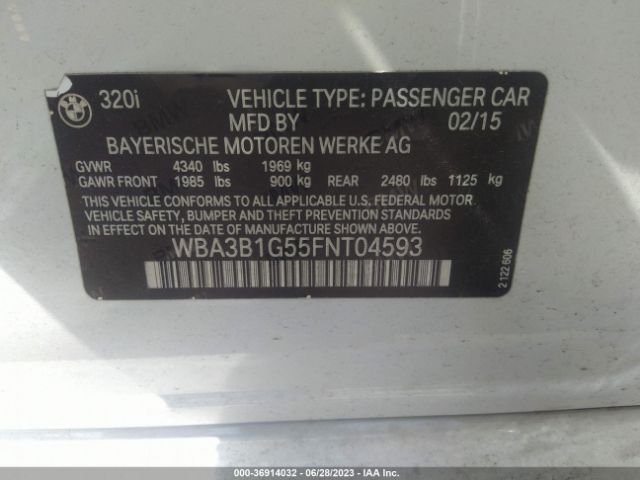 320i VEHICLE TYPE: PASSENGER CAR
MFD BY 02/15
BAYERISCHE MOTOREN WERKE AG
GVWR 4340 lbs 1969 kg
GAWR FRONT 1985 lbs 900 kg REAR 2480 lbs 1125 kg
THIS VEHICLE CONFORMS TO ALL APPLICABLE U.S. FEDERAL MOTOR
VEHICLE SAFETY, BUMPER AND THEFT PREVENTION STANDARDS IN
EFFECT ON THE DATE OF MANUFACTURE SHOWN ABOVE.
WBA3B1G55FNT04593
2 122 606
000-36914032 - 06/28/2023 - IAA Inc.